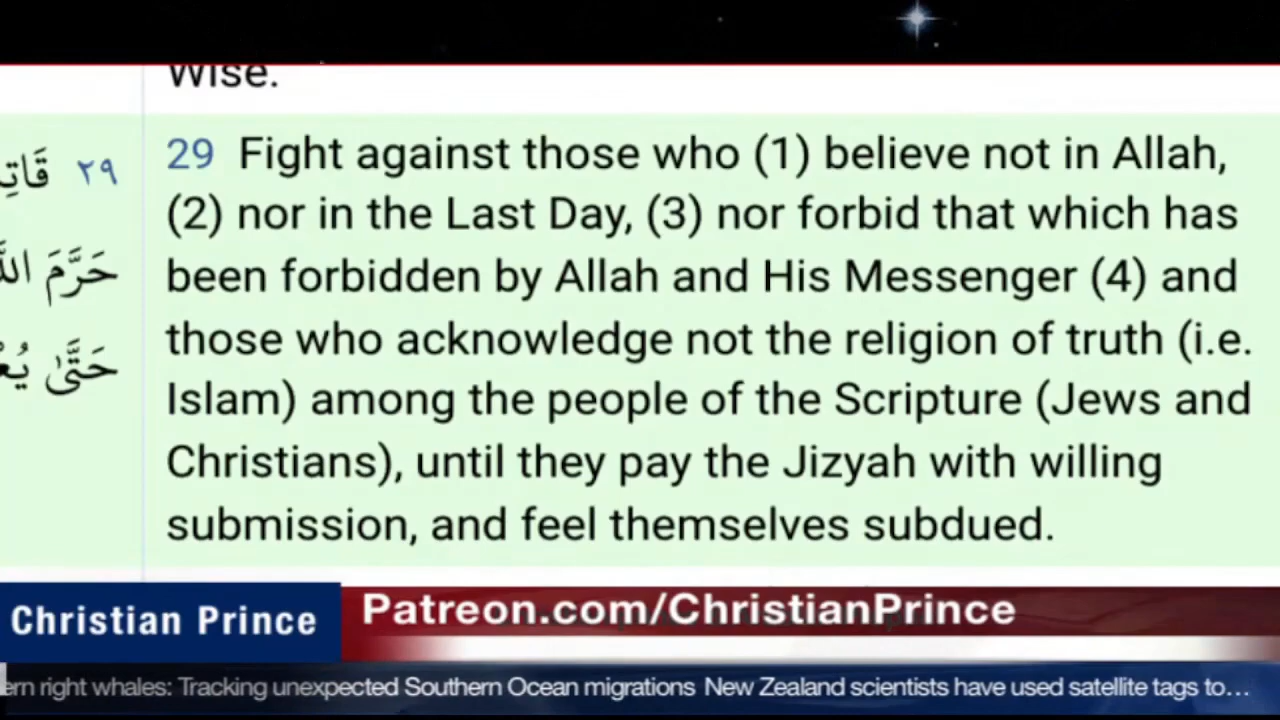 Wise.
29 Fight against those who (1) believe not in Allah,
(2) nor in the Last Day, (3) nor forbid that which has
been forbidden by Allah and His Messenger (4) and
those who acknowledge not the religion of truth (i.e.
Islam) among the people of the Scripture (Jews and
Christians), until they pay the Jizyah with willing
submission, and feel themselves subdued.
٢٩
حَرَّمَ
حَتَّىٰ
Christian Prince
Patreon.com/ChristianPrince
right whales: Tracking unexpected Southern Ocean migrations New Zealand scientists have used satellite tags to…